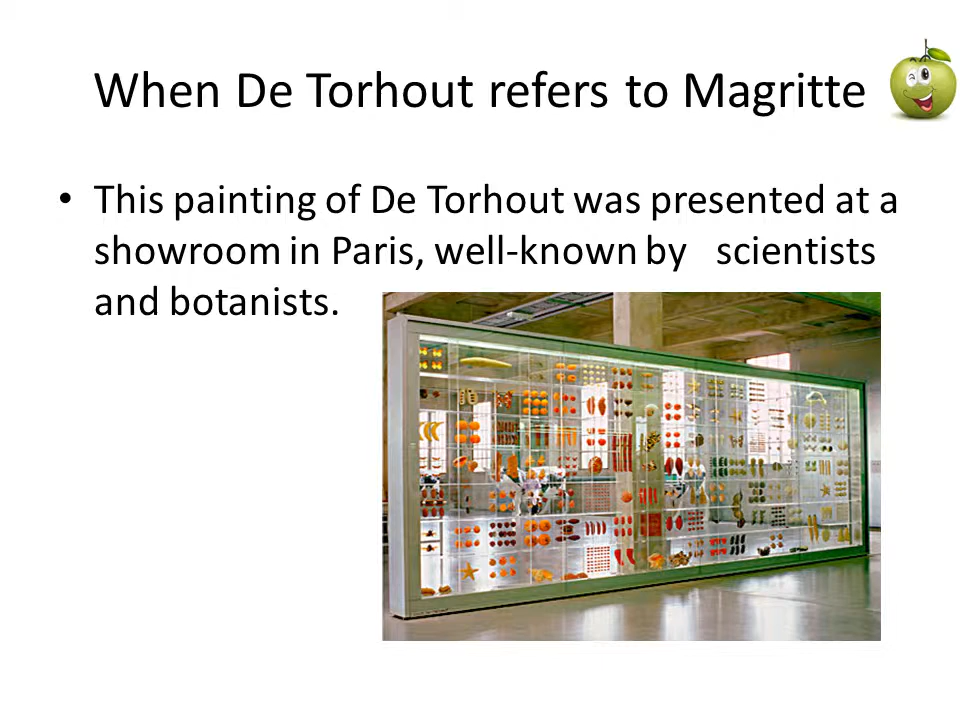 When De Torhout refers to Magritte
• This painting of De Torhout was presented at a
showroom in Paris, well-known by scientists
and botanists.